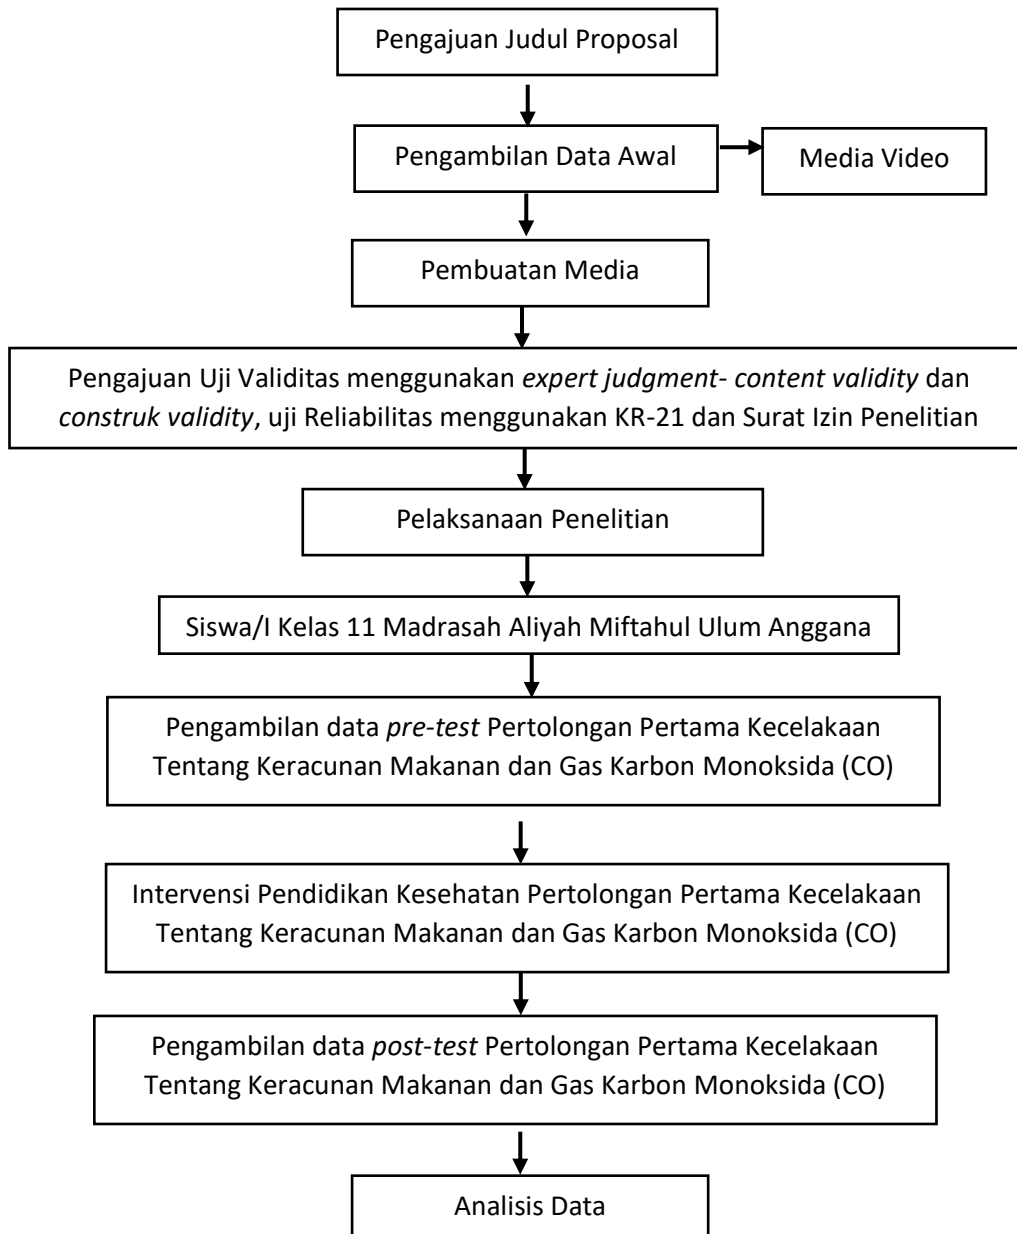 Pengajuan Judul Proposal
Pengambilan Data Awal
Media Video
Pembuatan Media
Pengajuan Uji Validitas menggunakan expert judgment- content validity dan
construk validity, uji Reliabilitas menggunakan KR-21 dan Surat Izin Penelitian
Pelaksanaan Penelitian
Siswa/I Kelas 11 Madrasah Aliyah Miftahul Ulum Anggana
Pengambilan data pre-test Pertolongan Pertama Kecelakaan
Tentang Keracunan Makanan dan Gas Karbon Monoksida (CO)
Intervensi Pendidikan Kesehatan Pertolongan Pertama Kecelakaan
Tentang Keracunan Makanan dan Gas Karbon Monoksida (CO)
Pengambilan data post-test Pertolongan Pertama Kecelakaan
Tentang Keracunan Makanan dan Gas Karbon Monoksida (CO)
Analisis Data